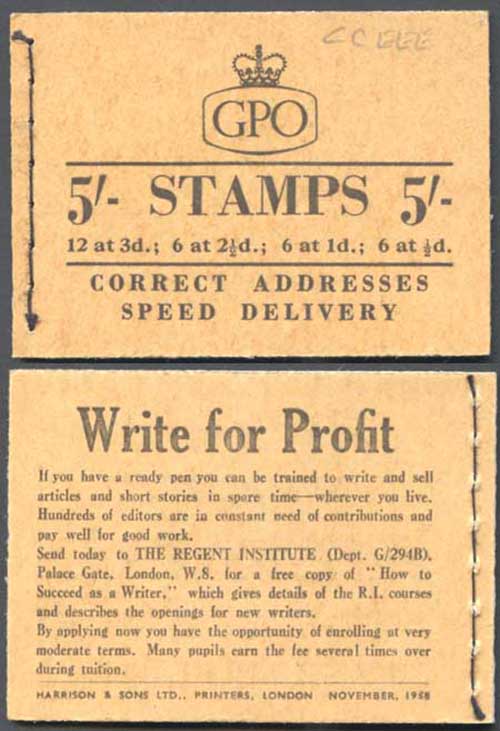 CC EEE
GPO
5/- STAMPS 5/-
12 at 3d.; 6 at 2½d.; 6 at 1d.; 6 at ½d.
CORRECT ADDRESSES
SPEED DELIVERY
Write for Profit
If you have a ready pen you can be trained to write and sell
articles and short stories in spare time—wherever you live.
Hundreds of editors are in constant need of contributions and
pay well for good work.
Send today to THE REGENT INSTITUTE (Dept. G/294B),
Palace Gate, London, W.8, for a free copy of "How to
Succeed as a Writer," which gives details of the R.I. courses
and describes the openings for new writers.
By applying now you have the opportunity of enrolling at very
moderate terms. Many pupils earn the fee several times over
during tuition.
HARRISON & SONS LTD., PRINTERS, LONDON NOVEMBER, 1958